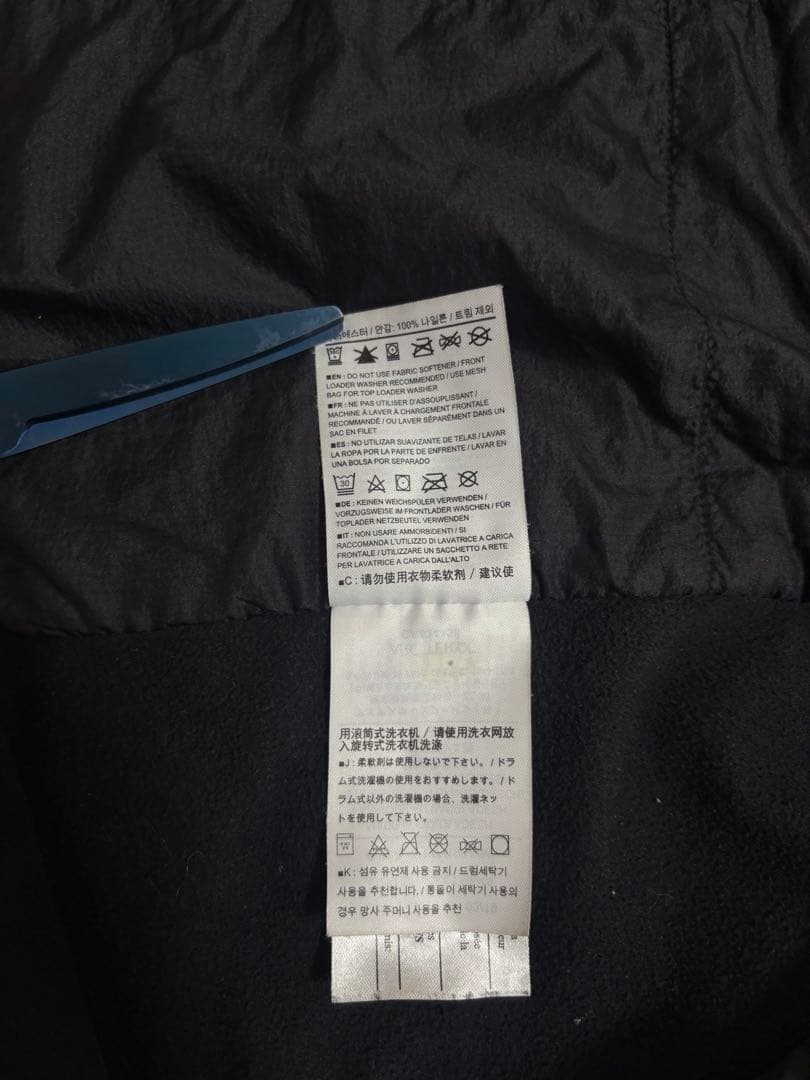 에스터 / 안감: 100% 나일론 / 트림 제외
■EN : DO NOT USE FABRIC SOFTENER / FRONT
LOADER WASHER RECOMMENDED / USE MESH
BAG FOR TOP LOADER WASHER
■FR : NE PAS UTILISER D'ASSOUPLISSANT /
MACHINE À LAVER À CHARGEMENT FRONTALE
RECOMMANDÉ / OU LAVER SÉPARÉMENT DANS UN
SAC EN FILET
■ES : NO UTILIZAR SUAVIZANTE DE TELAS / LAVAR
LA ROPA POR LA PARTE DE ENFRENTE / LAVAR EN
UNA BOLSA POR SEPARADO
30
■DE : KEINEN WEICHSPÜLER VERWENDEN /
VORZUGSWEISE IM FRONTLADER WASCHEN / FÜR
TOPLADER NETZBEUTEL VERWENDEN
■IT : NON USARE AMMORBIDENTI / SI
RACCOMANDA L'UTILIZZO DI LAVATRICE A CARICA
FRONTALE / UTILIZZARE UN SACCHETTO A RETE
PER LAVATRICE A CARICA DALL'ALTO
■C : 请勿使用衣物柔软剂 / 建议使
用滚筒式洗衣机 / 请使用洗衣网放
入旋转式洗衣机洗涤
■J : 柔軟剤は使用しないで下さい。/ ドラ
ム式洗濯機の使用をおすすめします。/ ド
ラム式以外の洗濯機の場合、洗濯ネッ
トを使用して下さい。
■K : 섬유 유연제 사용 금지 / 드럼세탁기
사용을 추천합니다. / 통돌이 세탁기 사용의
경우 망사 주머니 사용을 추천